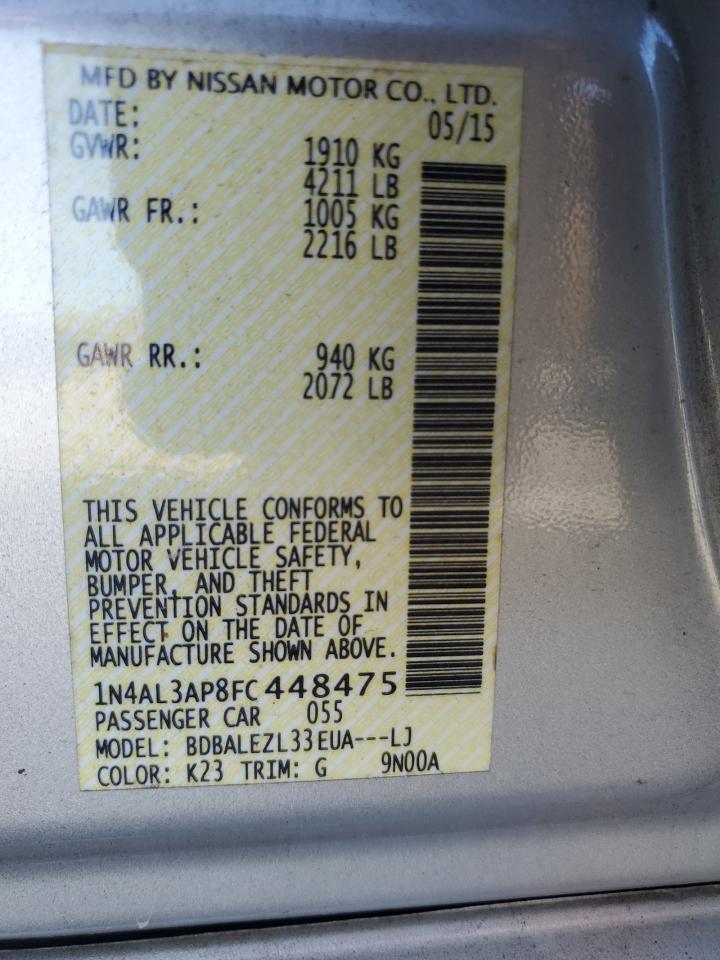 MFD BY NISSAN MOTOR CO., LTD.
DATE: 05/15
GVWR: 1910 KG
4211 LB
GAWR FR.: 1005 KG
2216 LB
GAWR RR.: 940 KG
2072 LB
THIS VEHICLE CONFORMS TO
ALL APPLICABLE FEDERAL
MOTOR VEHICLE SAFETY,
BUMPER, AND THEFT
PREVENTION STANDARDS IN
EFFECT ON THE DATE OF
MANUFACTURE SHOWN ABOVE.
1N4AL3AP8FC448475
PASSENGER CAR 055
MODEL: BDBALEZL33EUA---LJ
COLOR: K23 TRIM: G 9N00A